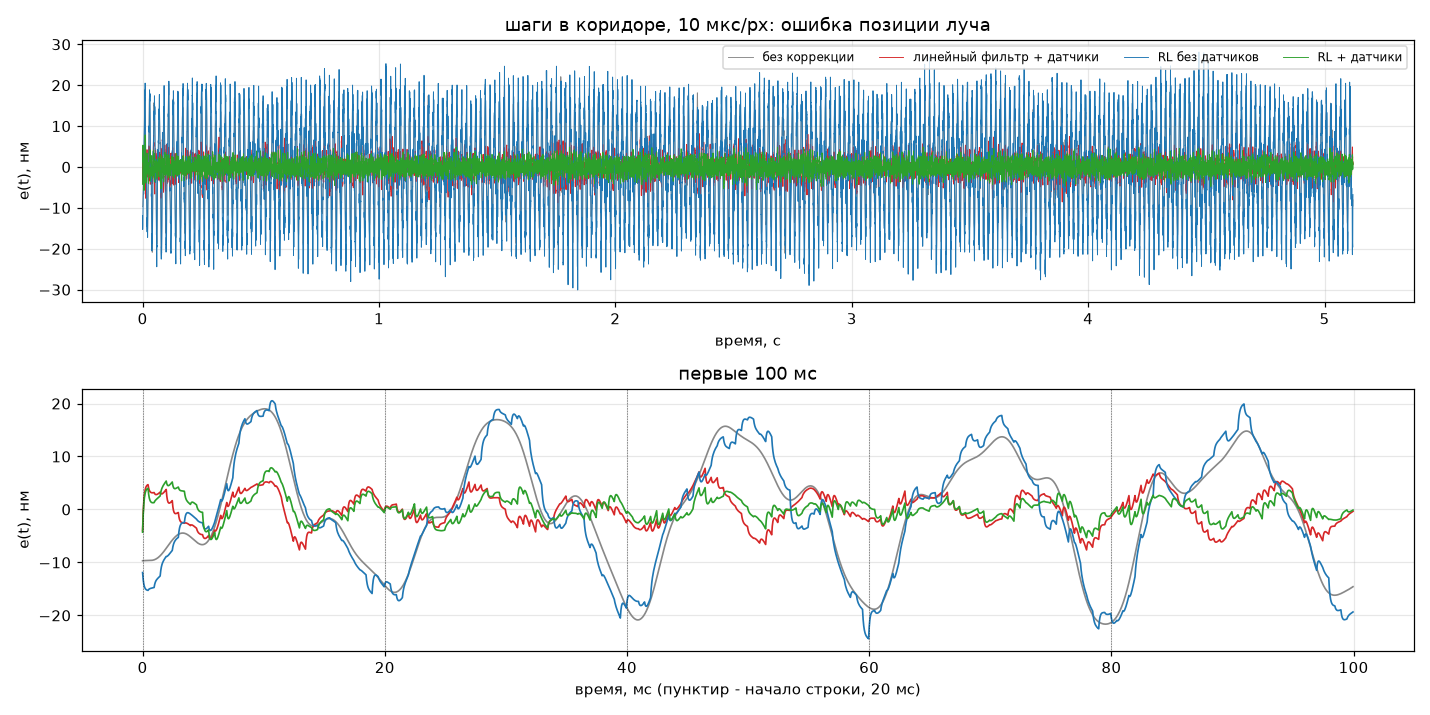 шаги в коридоре, 10 мкс/px: ошибка позиции луча
без коррекции линейный фильтр + датчики RL без датчиков RL + датчики
30
20
10
0
−10
−20
−30
e(t), нм
0 1 2 3 4 5
время, с
первые 100 мс
20
10
0
−10
−20
e(t), нм
0 20 40 60 80 100
время, мс (пунктир - начало строки, 20 мс)